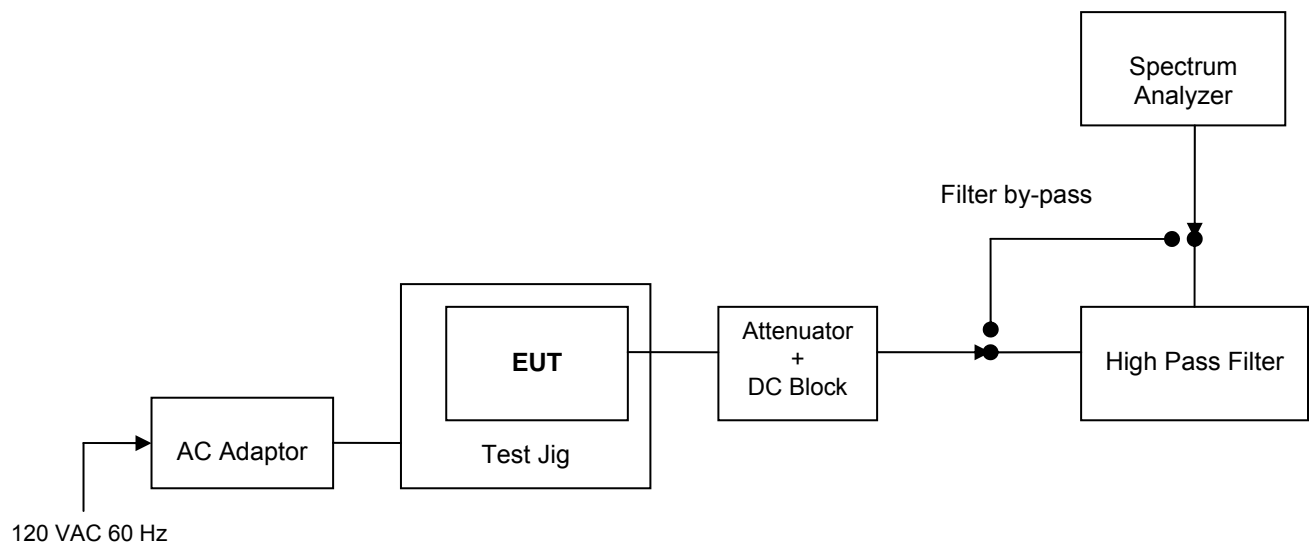 Spectrum
Analyzer
Filter by-pass
Attenuator
+
DC Block
High Pass Filter
EUT
Test Jig
AC Adaptor
120 VAC 60 Hz